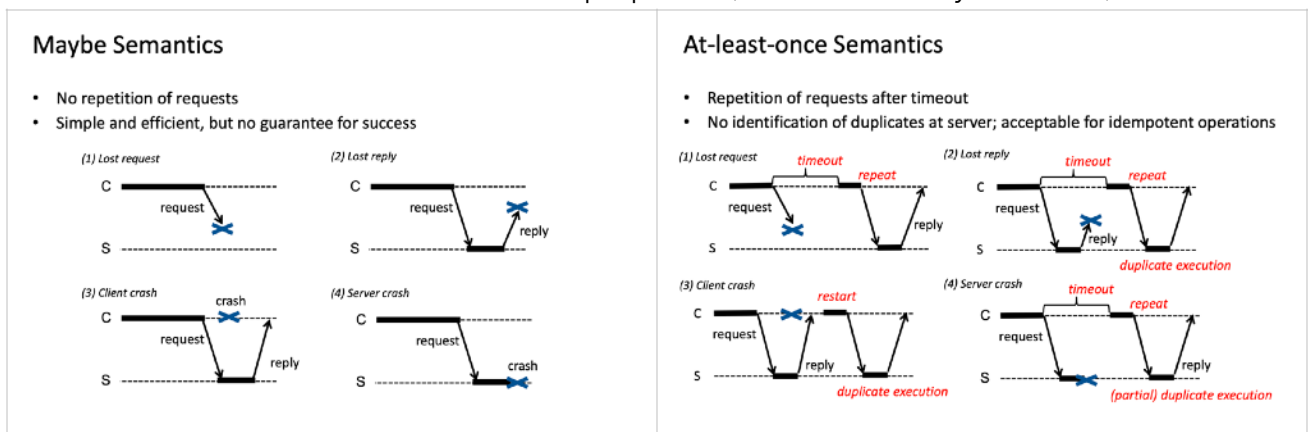 Maybe Semantics
• No repetition of requests
• Simple and efficient, but no guarantee for success
(1) Lost request
C
request
S
(2) Lost reply
C
request
reply
S
(3) Client crash
crash
C
request
reply
S
(4) Server crash
C
request
crash
S
At-least-once Semantics
• Repetition of requests after timeout
• No identification of duplicates at server; acceptable for idempotent operations
(1) Lost request
timeout
repeat
C
request
reply
S
(2) Lost reply
timeout
repeat
C
request
reply
S
duplicate execution
(3) Client crash
restart
C
request
reply
S
duplicate execution
(4) Server crash
timeout
repeat
C
request
reply
S
(partial) duplicate execution